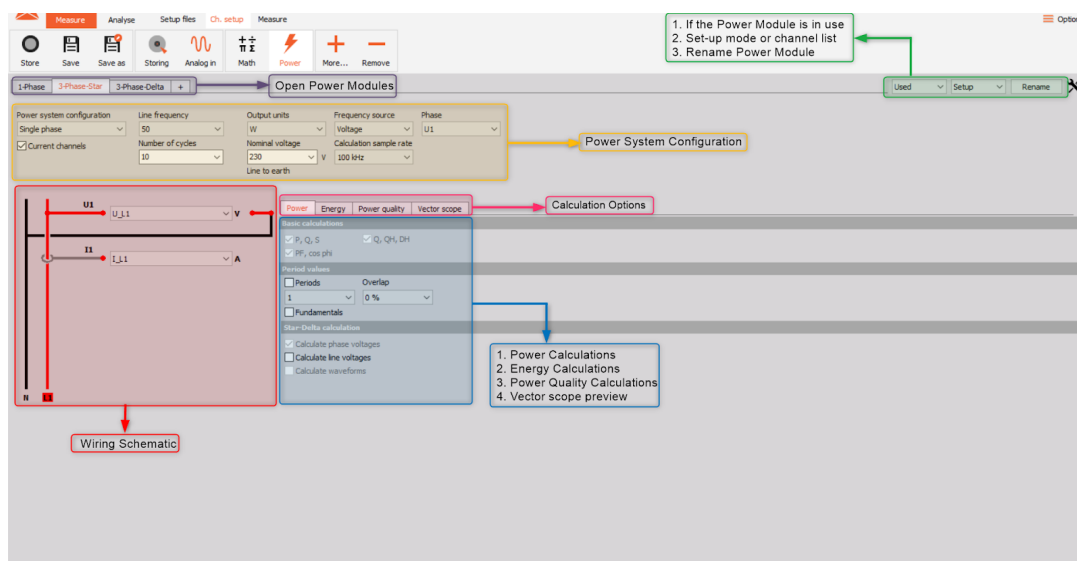 Measure Analyse Setup files Ch. setup Measure
Option
1. If the Power Module is in use
2. Set-up mode or channel list
3. Rename Power Module
Store Save Save as Storing Analog in Math Power More... Remove
1-Phase 3-Phase-Star 3-Phase-Delta +
Open Power Modules
Used Setup Rename
Power system configuration Line frequency Output units Frequency source Phase
Single phase 50 W Voltage U1
Current channels Number of cycles Nominal voltage Calculation sample rate
10 230 V 100 kHz
Line to earth
Power System Configuration
U1
U_L1 V
I1
I_L1 A
N L1
Wiring Schematic
Power Energy Power quality Vector scope
Calculation Options
Basic calculations
P, Q, S Q, QH, DH
PF, cos phi
Period values
Periods Overlap
1 0 %
Fundamentals
Star-Delta calculation
Calculate phase voltages
Calculate line voltages
Calculate waveforms
1. Power Calculations
2. Energy Calculations
3. Power Quality Calculations
4. Vector scope preview